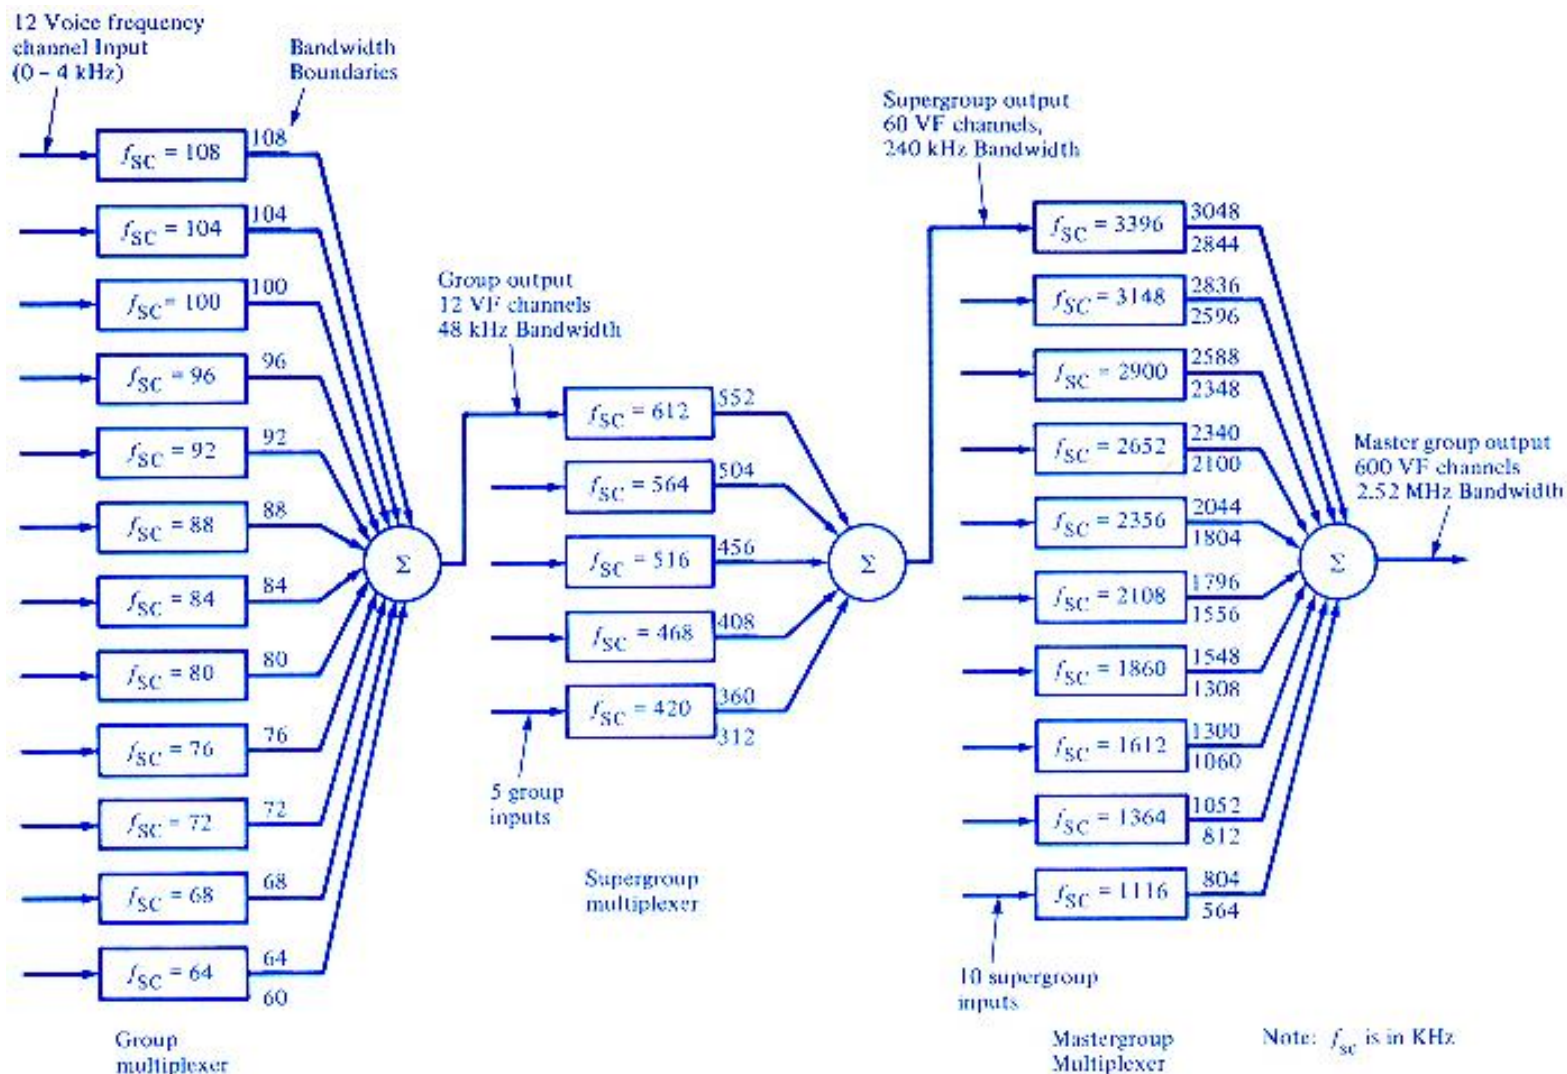 12 Voice frequency
channel Input
(0 – 4 kHz)
Bandwidth
Boundaries
fSC = 108
108
fSC = 104
104
fSC = 100
100
fSC = 96
96
fSC = 92
92
fSC = 88
88
fSC = 84
84
fSC = 80
80
fSC = 76
76
fSC = 72
72
fSC = 68
68
fSC = 64
64
60
Σ
Group
multiplexer
Group output
12 VF channels
48 kHz Bandwidth
fSC = 612
552
fSC = 564
504
fSC = 516
456
fSC = 468
408
fSC = 420
360
312
Σ
5 group
inputs
Supergroup
multiplexer
Supergroup output
60 VF channels,
240 kHz Bandwidth
fSC = 3396
3048
2844
fSC = 3148
2836
2596
fSC = 2900
2588
2348
fSC = 2652
2340
2100
fSC = 2356
2044
1804
fSC = 2108
1796
1556
fSC = 1860
1548
1308
fSC = 1612
1300
1060
fSC = 1364
1052
812
fSC = 1116
804
564
Σ
Master group output
600 VF channels
2.52 MHz Bandwidth
10 supergroup
inputs
Mastergroup
Multiplexer
Note: fsc is in KHz